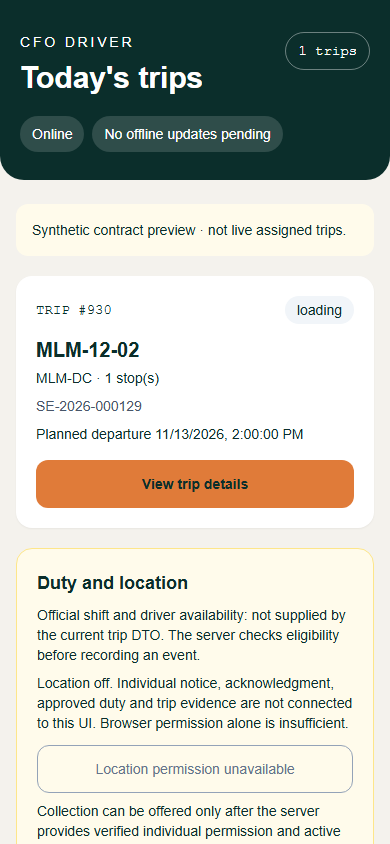 CFO DRIVER
1 trips
Today's trips
Online
No offline updates pending
Synthetic contract preview · not live assigned trips.
TRIP #930
loading
MLM-12-02
MLM-DC · 1 stop(s)
SE-2026-000129
Planned departure 11/13/2026, 2:00:00 PM
View trip details
Duty and location
Official shift and driver availability: not supplied by
the current trip DTO. The server checks eligibility
before recording an event.
Location off. Individual notice, acknowledgment,
approved duty and trip evidence are not connected
to this UI. Browser permission alone is insufficient.
Location permission unavailable
Collection can be offered only after the server
provides verified individual permission and active